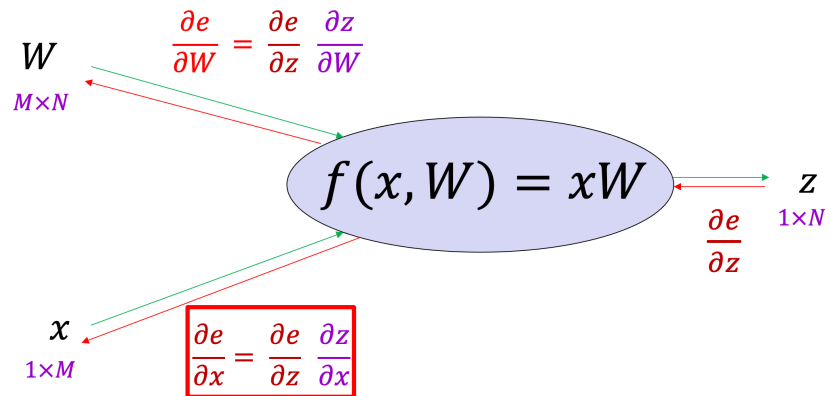 ∂e/∂W = ∂e/∂z ∂z/∂W
W
M×N
f(x, W) = xW
z
1×N
∂e/∂z
x
1×M
∂e/∂x = ∂e/∂z ∂z/∂x